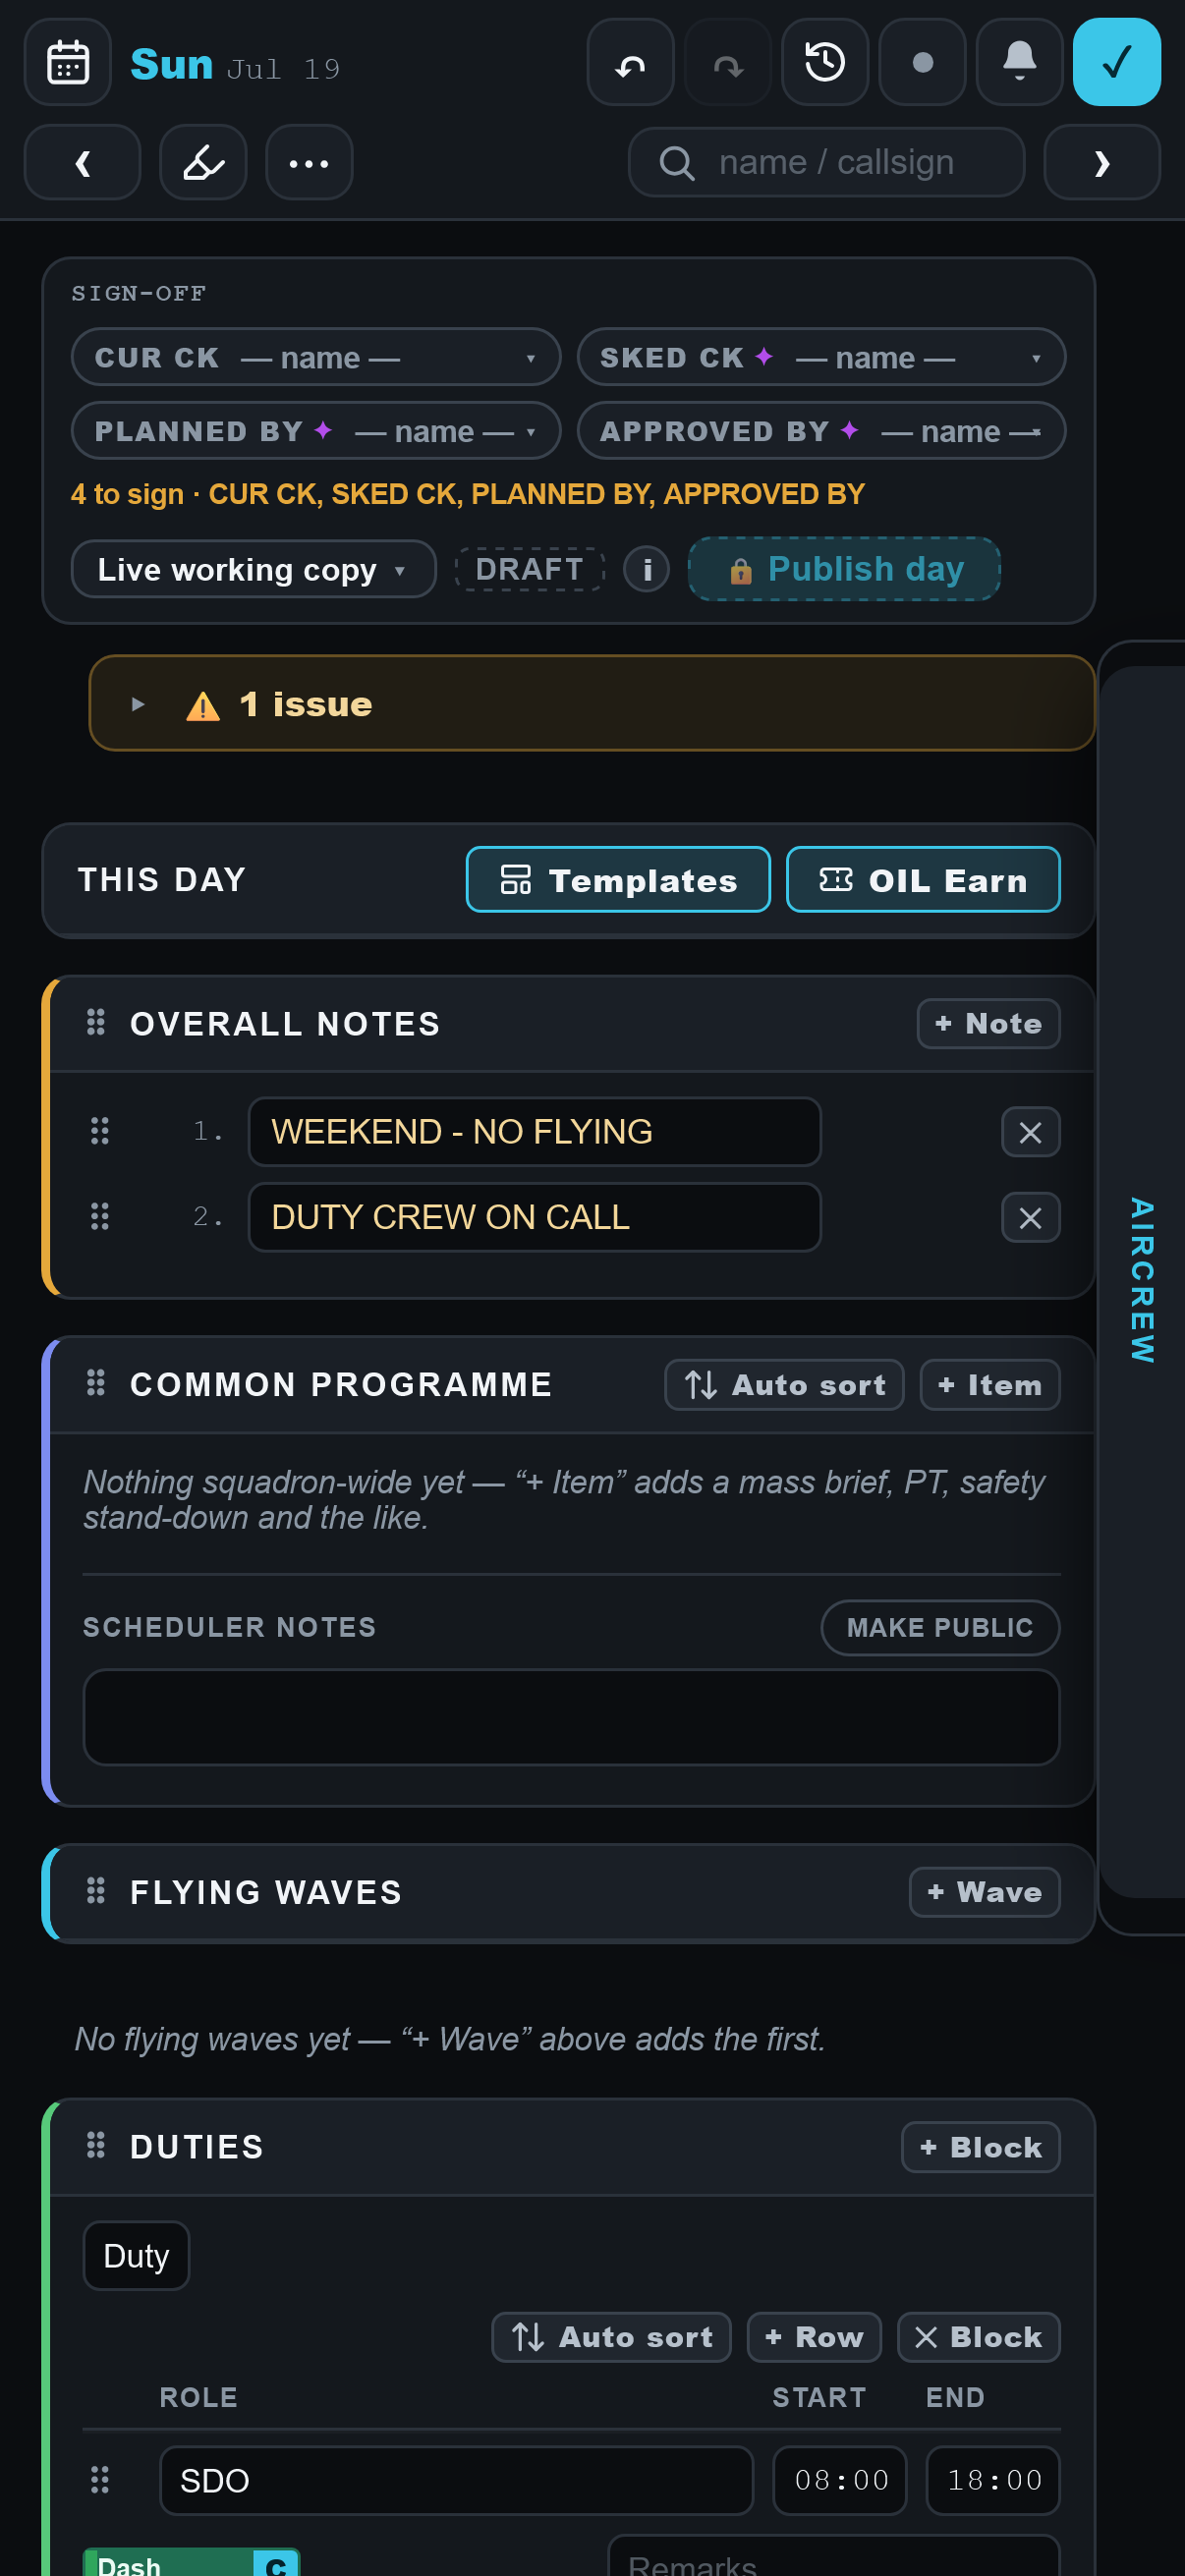 Sun Jul 19
name / callsign
SIGN-OFF
CUR CK — name —
SKED CK — name —
PLANNED BY — name —
APPROVED BY — name —
4 to sign · CUR CK, SKED CK, PLANNED BY, APPROVED BY
Live working copy DRAFT i Publish day
1 issue
THIS DAY Templates OIL Earn
OVERALL NOTES + Note
1. WEEKEND - NO FLYING
2. DUTY CREW ON CALL
AIRCREW
COMMON PROGRAMME Auto sort + Item
Nothing squadron-wide yet — “+ Item” adds a mass brief, PT, safety
stand-down and the like.
SCHEDULER NOTES MAKE PUBLIC
FLYING WAVES + Wave
No flying waves yet — “+ Wave” above adds the first.
DUTIES + Block
Duty
Auto sort + Row × Block
ROLE START END
SDO 08:00 18:00
Dash C Remarks